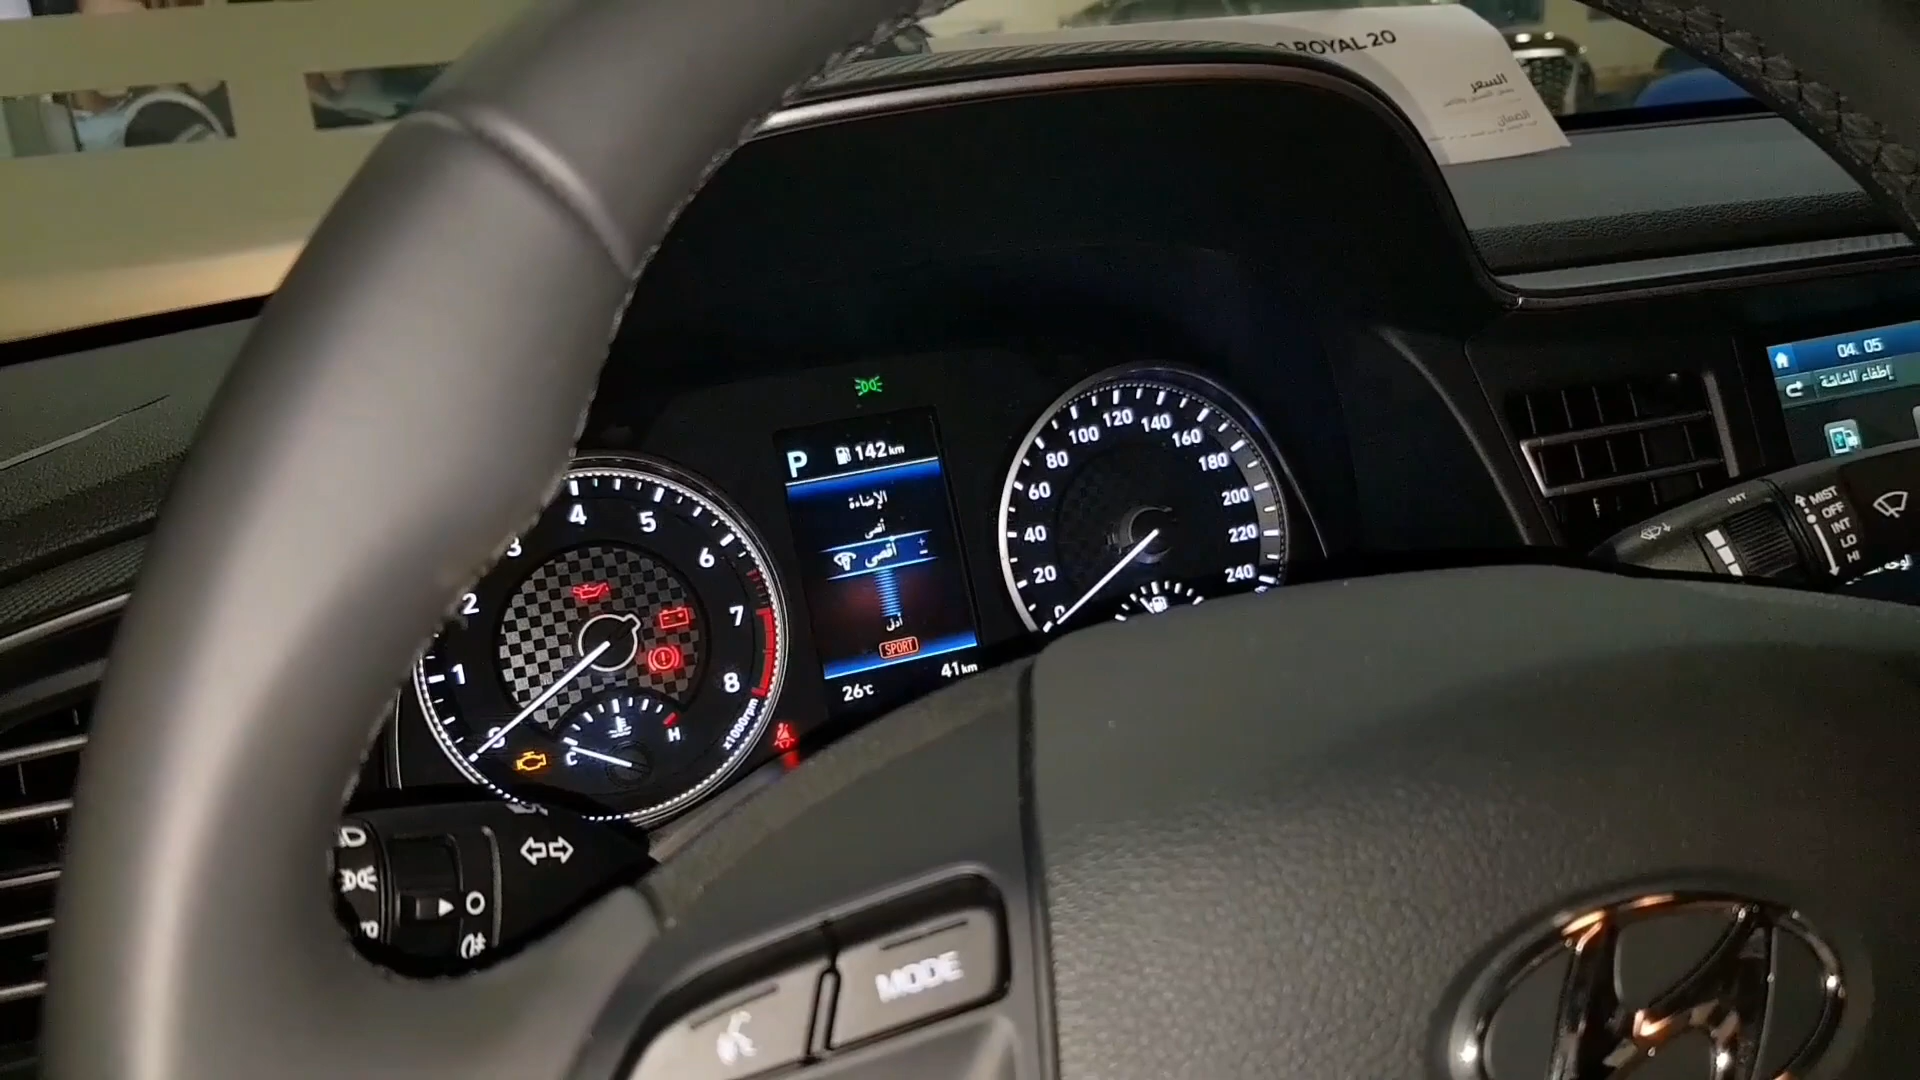 ROYAL 20
السعر
الضمان
04 05
إطفاء الشاشة
P 142 km
الإضاءة
أقصى
أقصى
+
-
أدنى
SPORT
26℃ 41 km
0 1 2 3 4 5 6 7 8
x1000rpm
C H
0 20 40 60 80 100 120 140 160 180 200 220 240
INT
MIST
OFF
INT
LO
HI
MODE